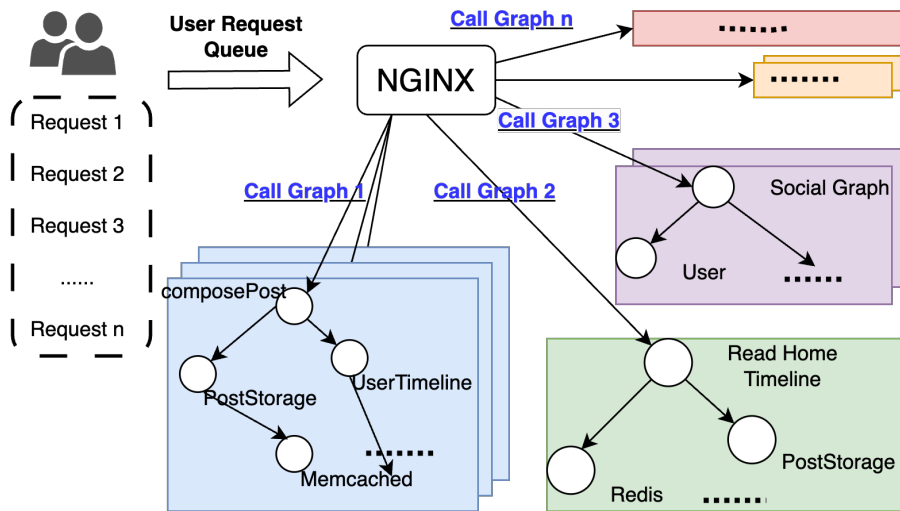 User Request
Queue
Call Graph n
NGINX
Request 1
Request 2
Request 3
......
Request n
Call Graph 3
Call Graph 1
Call Graph 2
Social Graph
User
composePost
PostStorage
UserTimeline
Memcached
Read Home
Timeline
PostStorage
Redis